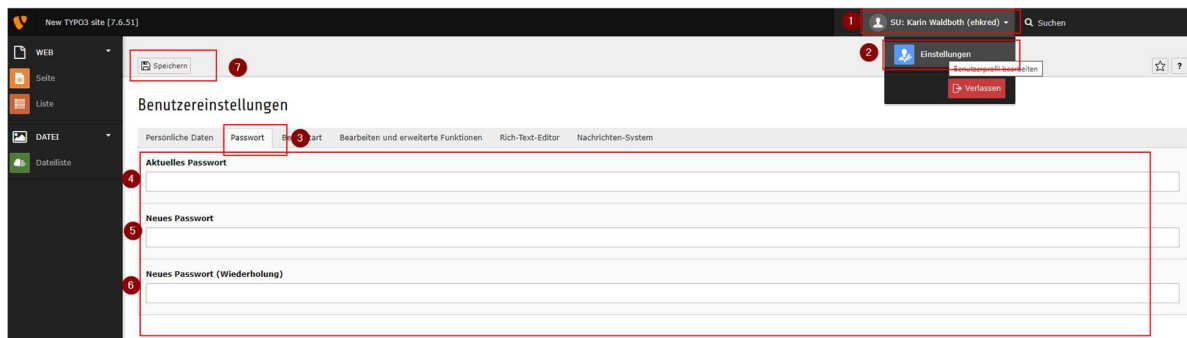 New TYPO3 site [7.6.51]
1
SU: Karin Waldboth (ehkred)
Suchen
WEB
2
Einstellungen
Benutzerprofil bearbeiten
Speichern
7
?
Seite
Verlassen
Liste
Benutzereinstellungen
DATEI
Persönliche Daten
Passwort
3
Bearbeiten und erweiterte Funktionen
Rich-Text-Editor
Nachrichten-System
Dateiliste
Aktuelles Passwort
4
Neues Passwort
5
Neues Passwort (Wiederholung)
6